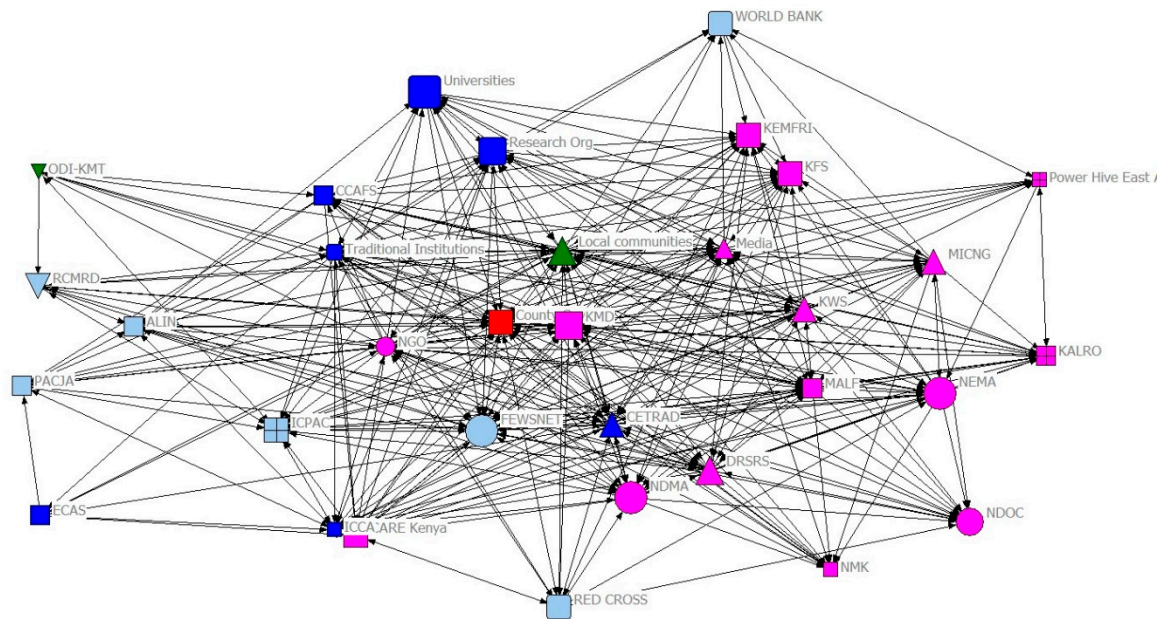 WORLD BANK
Universities
KEMFRI
Research Org
ODI-KMT
KFS
Power Hive East A
CCAFS
Traditional Institutions
Local communities
Media
MICNG
RCMRD
ALIN
County
KMD
KWS
NGO
KALRO
PACJA
MALF
NEMA
ICPAC
FEWSNET
CETRAD
DRSRS
NDMA
ECAS
ICCA
ARE Kenya
NDOC
NMK
RED CROSS